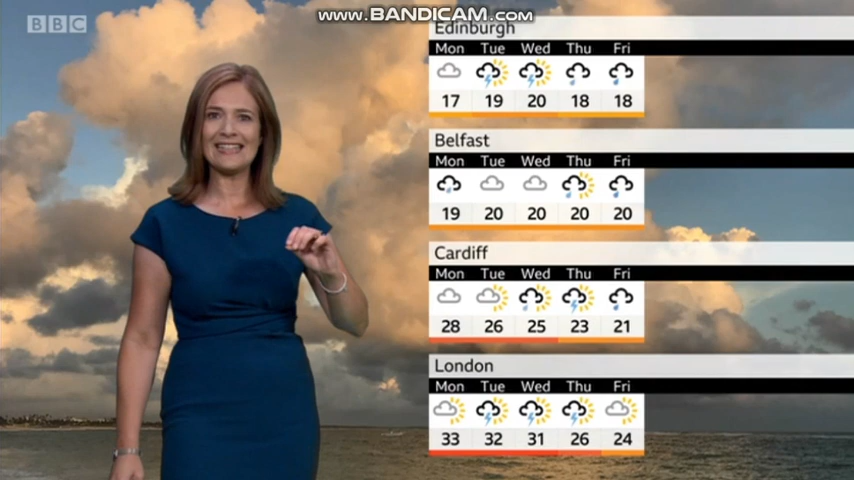 BBC
www.BANDICAM.com
Edinburgh
Mon Tue Wed Thu Fri
17 19 20 18 18
Belfast
Mon Tue Wed Thu Fri
19 20 20 20 20
Cardiff
Mon Tue Wed Thu Fri
28 26 25 23 21
London
Mon Tue Wed Thu Fri
33 32 31 26 24